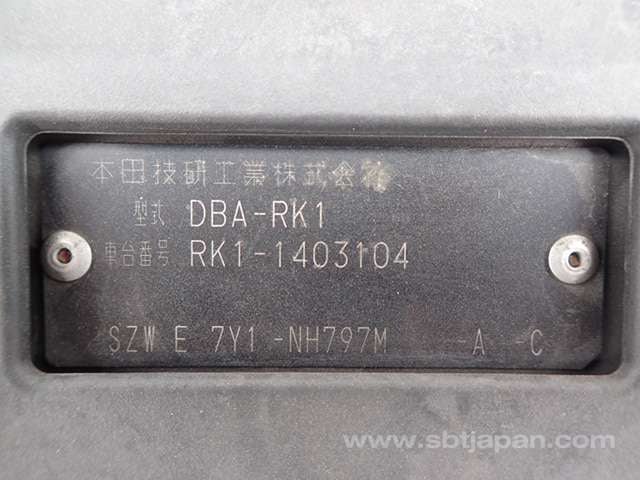 本田技研工業株式会社
型式 DBA-RK1
車台番号 RK1-1403104
SZW E 7Y1 -NH797M -A -C
www.sbtjapan.com